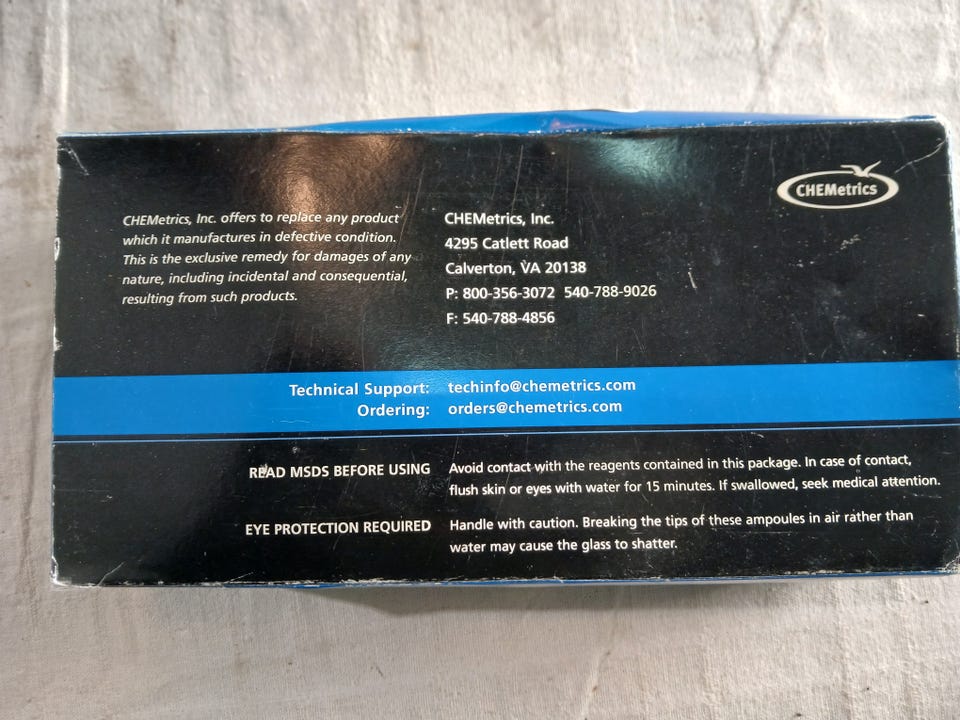 CHEMetrics
CHEMetrics, Inc. offers to replace any product
which it manufactures in defective condition.
This is the exclusive remedy for damages of any
nature, including incidental and consequential,
resulting from such products.
CHEMetrics, Inc.
4295 Catlett Road
Calverton, VA 20138
P: 800-356-3072 540-788-9026
F: 540-788-4856
Technical Support: techinfo@chemetrics.com
Ordering: orders@chemetrics.com
READ MSDS BEFORE USING Avoid contact with the reagents contained in this package. In case of contact,
flush skin or eyes with water for 15 minutes. If swallowed, seek medical attention.
EYE PROTECTION REQUIRED Handle with caution. Breaking the tips of these ampoules in air rather than
water may cause the glass to shatter.